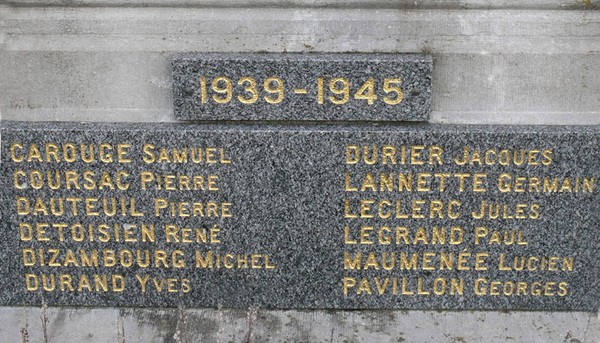 1939-1945
CAROUGE SAMUEL
COURSAC PIERRE
DAUTEUIL PIERRE
DETOISIEN RENÉ
DIZAMBOURG MICHEL
DURAND YVES
DURIER JACQUES
LANNETTE GERMAIN
LECLERC JULES
LEGRAND PAUL
MAUMENÉE LUCIEN
PAVILLON GEORGES